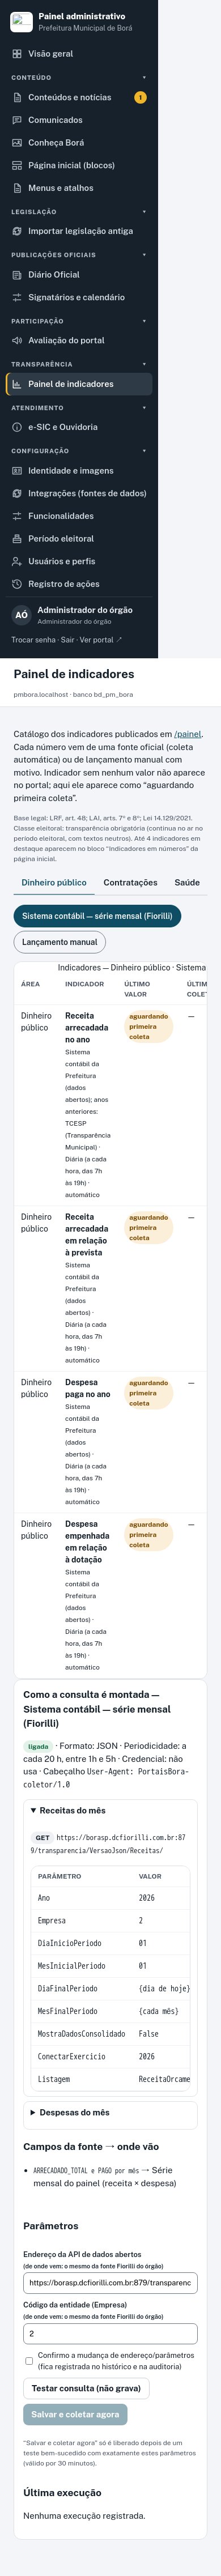 Painel administrativo
Prefeitura Municipal de Borá
Visão geral
CONTEÚDO
Conteúdos e notícias 1
Comunicados
Conheça Borá
Página inicial (blocos)
Menus e atalhos
LEGISLAÇÃO
Importar legislação antiga
PUBLICAÇÕES OFICIAIS
Diário Oficial
Signatários e calendário
PARTICIPAÇÃO
Avaliação do portal
TRANSPARÊNCIA
Painel de indicadores
ATENDIMENTO
e-SIC e Ouvidoria
CONFIGURAÇÃO
Identidade e imagens
Integrações (fontes de dados)
Funcionalidades
Período eleitoral
Usuários e perfis
Registro de ações
AÓ
Administrador do órgão
Administrador do órgão
Trocar senha · Sair · Ver portal ↗
Painel de indicadores
pmbora.localhost · banco bd_pm_bora
Catálogo dos indicadores publicados em /painel.
Cada número vem de uma fonte oficial (coleta
automática) ou de lançamento manual com
motivo. Indicador sem nenhum valor não aparece
no portal; aqui ele aparece como “aguardando
primeira coleta”.
Base legal: LRF, art. 48; LAI, arts. 7º e 8º; Lei 14.129/2021.
Classe eleitoral: transparência obrigatória (continua no ar no
período eleitoral, com textos neutros). Até 4 indicadores em
destaque aparecem no bloco “Indicadores em números” da
página inicial.
Dinheiro público Contratações Saúde
Sistema contábil — série mensal (Fiorilli)
Lançamento manual
Indicadores — Dinheiro público · Sistema
ÁREA INDICADOR ÚLTIMO VALOR ÚLTIM COLET
Dinheiro público
Receita arrecadada no ano
Sistema contábil da Prefeitura (dados abertos); anos anteriores: TCESP (Transparência Municipal) · Diária (a cada hora, das 7h às 19h) · automático
aguardando primeira coleta
—
Dinheiro público
Receita arrecadada em relação à prevista
Sistema contábil da Prefeitura (dados abertos) · Diária (a cada hora, das 7h às 19h) · automático
aguardando primeira coleta
—
Dinheiro público
Despesa paga no ano
Sistema contábil da Prefeitura (dados abertos) · Diária (a cada hora, das 7h às 19h) · automático
aguardando primeira coleta
—
Dinheiro público
Despesa empenhada em relação à dotação
Sistema contábil da Prefeitura (dados abertos) · Diária (a cada hora, das 7h às 19h) · automático
aguardando primeira coleta
—
Como a consulta é montada —
Sistema contábil — série mensal
(Fiorilli)
ligada · Formato: JSON · Periodicidade: a
cada 20 h, entre 1h e 5h · Credencial: não
usa · Cabeçalho User-Agent: PortaisBora-
coletor/1.0
▼ Receitas do mês
GET https://borasp.dcfiorilli.com.br:87
9/transparencia/VersaoJson/Receitas/
PARÂMETRO VALOR
Ano 2026
Empresa 2
DiaInicioPeriodo 01
MesInicialPeriodo 01
DiaFinalPeriodo {dia de hoje}
MesFinalPeriodo {cada mês}
MostraDadosConsolidado False
ConectarExercicio 2026
Listagem ReceitaOrcame
▶ Despesas do mês
Campos da fonte → onde vão
• ARRECADADO_TOTAL e PAGO por mês → Série
mensal do painel (receita × despesa)
Parâmetros
Endereço da API de dados abertos
(de onde vem: o mesmo da fonte Fiorilli do órgão)
https://borasp.dcfiorilli.com.br:879/transparenc
Código da entidade (Empresa)
(de onde vem: o mesmo da fonte Fiorilli do órgão)
2
Confirmo a mudança de endereço/parâmetros
(fica registrada no histórico e na auditoria)
Testar consulta (não grava)
Salvar e coletar agora
“Salvar e coletar agora” só é liberado depois de um
teste bem-sucedido com exatamente estes parâmetros
(válido por 30 minutos).
Última execução
Nenhuma execução registrada.